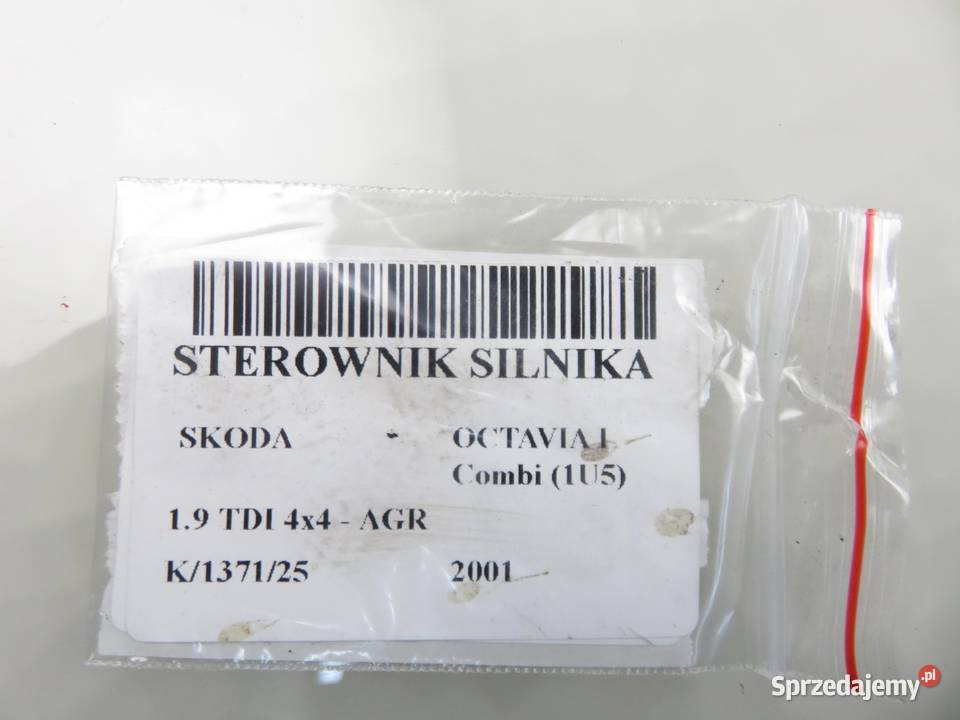 STEROWNIK SILNIKA
SKODA - OCTAVIA I
Combi (1U5)
1.9 TDI 4x4 - AGR
K/1371/25 2001
Sprzedajemy.pl